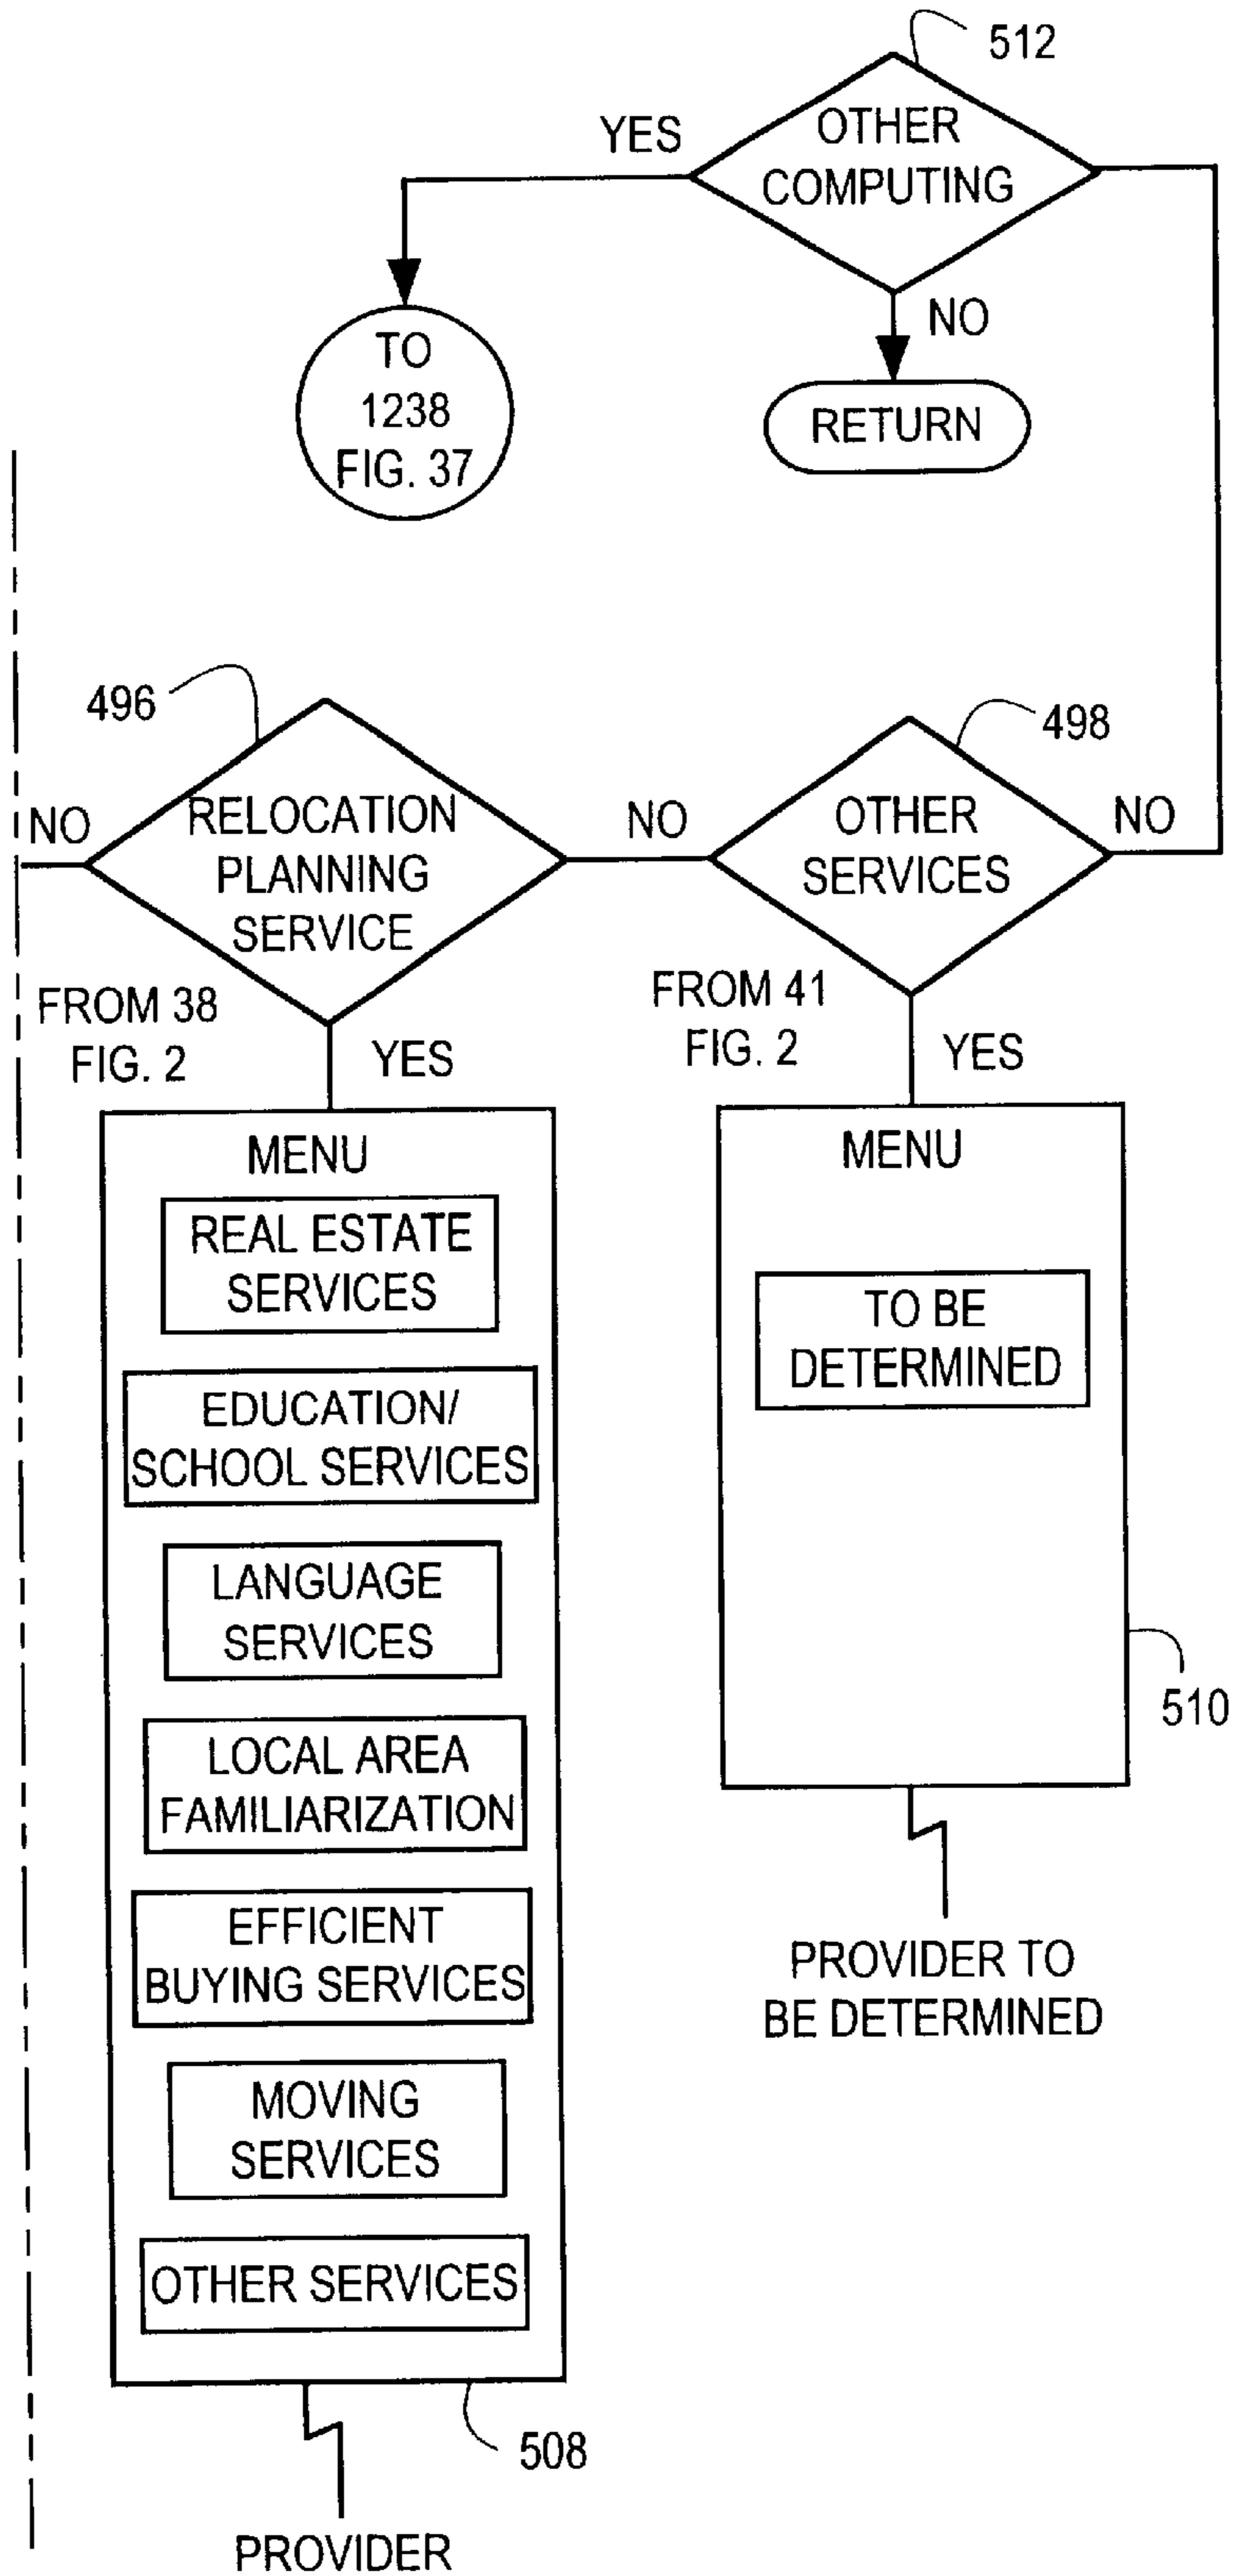 512
OTHER
COMPUTING
YES
NO
TO
1238
FIG. 37
RETURN
496
498
NO
RELOCATION
PLANNING
SERVICE
NO
OTHER
SERVICES
NO
FROM 38
FIG. 2
YES
FROM 41
FIG. 2
YES
MENU
REAL ESTATE
SERVICES
EDUCATION/
SCHOOL SERVICES
LANGUAGE
SERVICES
LOCAL AREA
FAMILIARIZATION
EFFICIENT
BUYING SERVICES
MOVING
SERVICES
OTHER SERVICES
508
PROVIDER
MENU
TO BE
DETERMINED
510
PROVIDER TO
BE DETERMINED